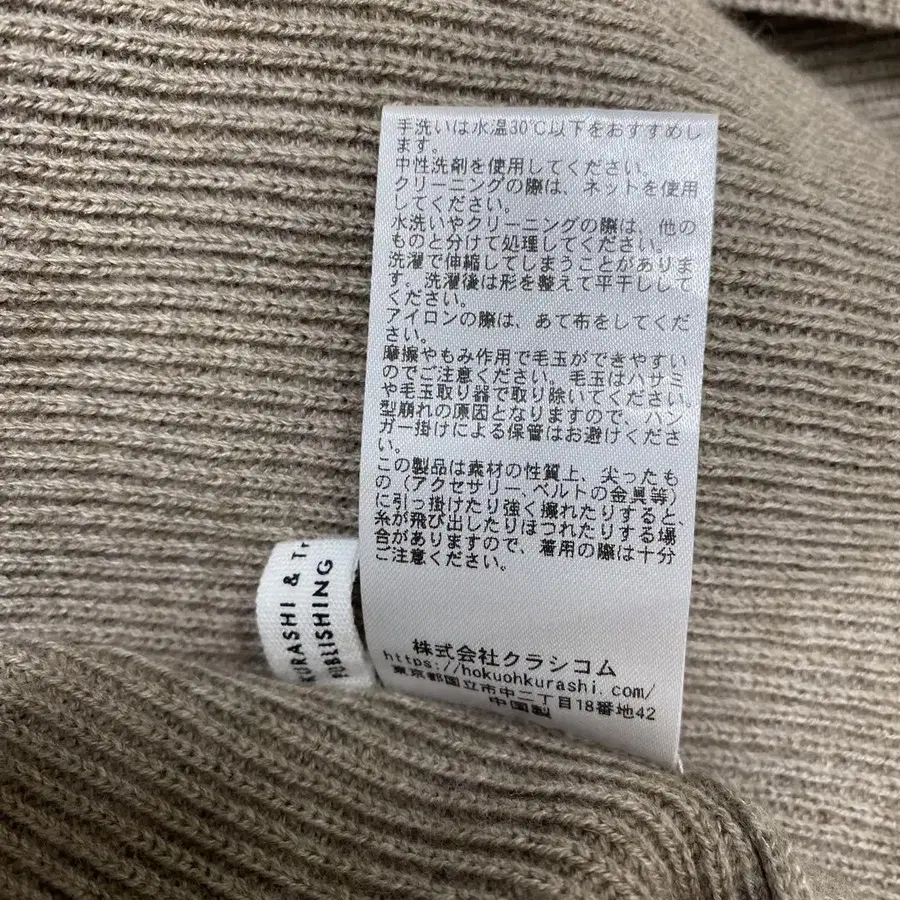 手洗いは水温30℃以下をおすすめし
ます。
中性洗剤を使用してください。
クリーニングの際は、ネットを使用
してください。
水洗いやクリーニングの際は、他の
ものと分けて処理してください。
洗濯で伸縮してしまうことがありま
す。洗濯後は形を整えて平干しして
ください。
アイロンの際は、あて布をしてくだ
さい。
摩擦やもみ作用で毛玉ができやすい
のでご注意ください。毛玉はハサミ
や毛玉取り器で取り除いてください。
型崩れの原因となりますので、ハン
ガー掛けによる保管はお避けくださ
い。
この製品は素材の性質上、尖ったも
の（アクセサリー、ベルトの金具等）
に引っ掛けたり強く擦れたりすると、
糸が飛び出したりほつれたりする場
合がありますので、着用の際は十分
ご注意ください。
株式会社クラシコム
https://hokuohkurashi.com/
東京都国立市中二丁目18番地42
中国製
KURASHI & Tr
PUBLISHING